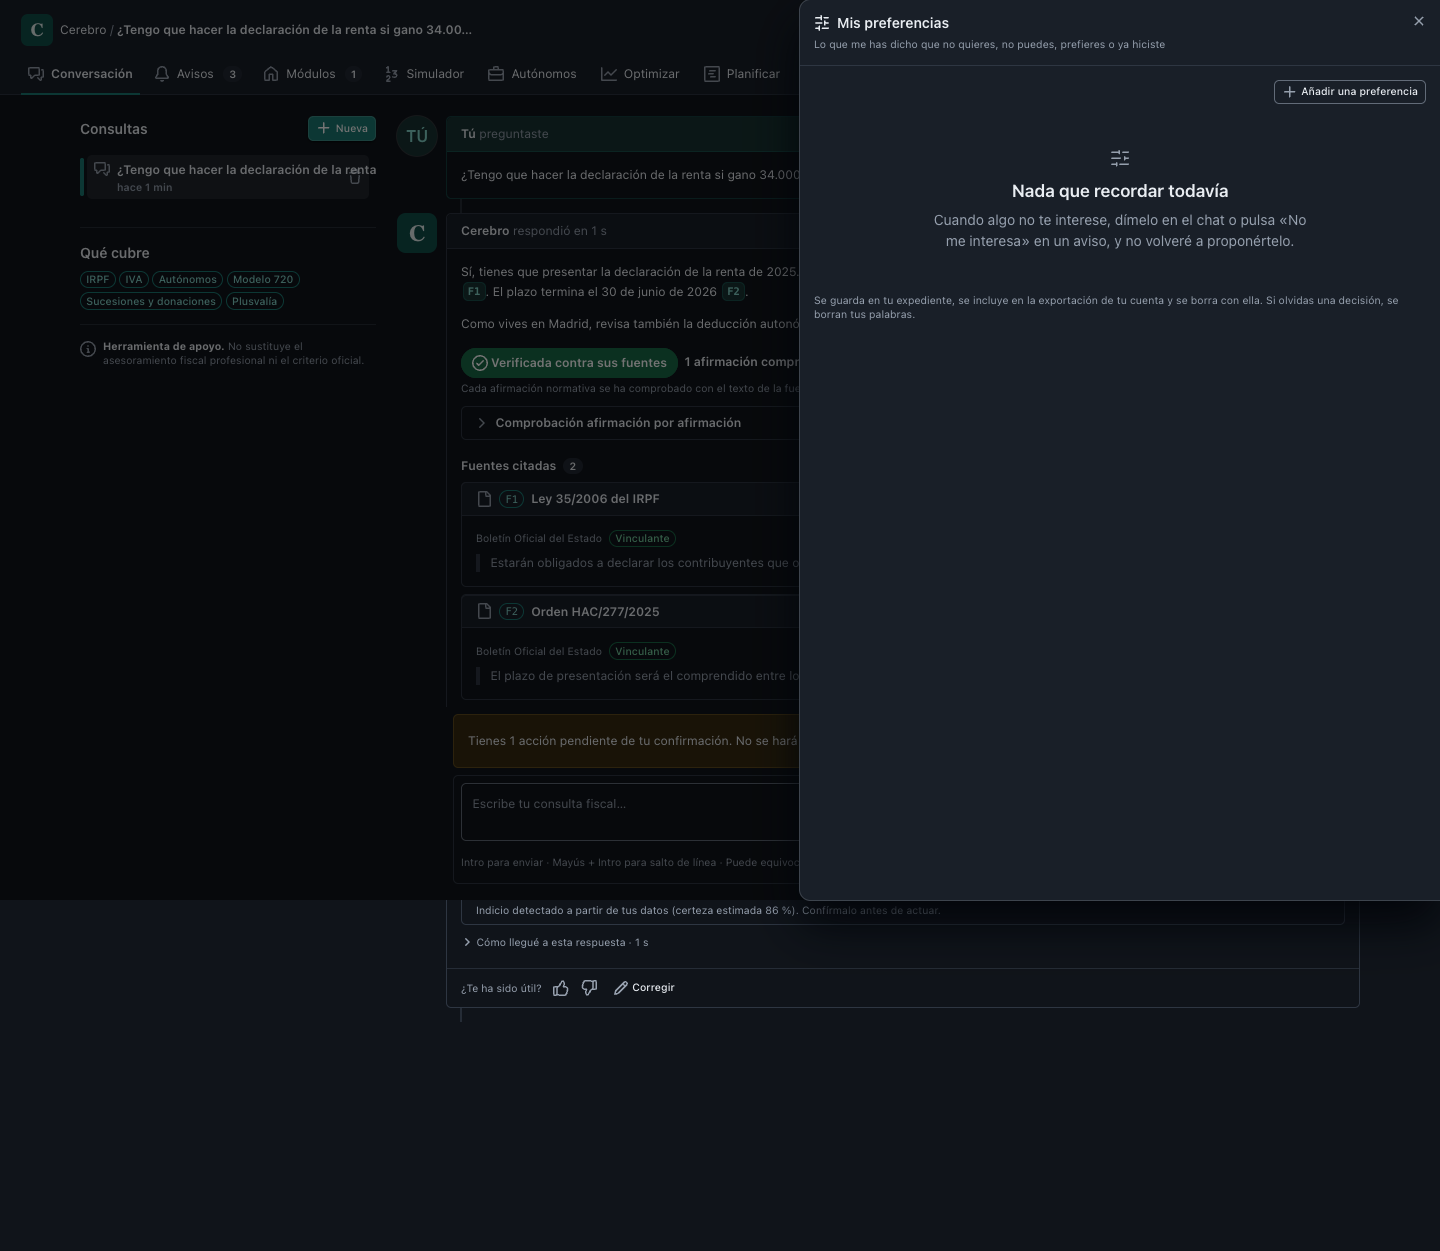 C Cerebro / ¿Tengo que hacer la declaración de la renta si gano 34.00...
Conversación Avisos 3 Módulos 1 Simulador Autónomos Optimizar Planificar
Consultas
Nueva
¿Tengo que hacer la declaración de la renta
hace 1 min
Qué cubre
IRPF IVA Autónomos Modelo 720
Sucesiones y donaciones Plusvalía
Herramienta de apoyo. No sustituye el
asesoramiento fiscal profesional ni el criterio oficial.
TÚ
Tú preguntaste
¿Tengo que hacer la declaración de la renta si gano 34.000
C
Cerebro respondió en 1 s
Sí, tienes que presentar la declaración de la renta de 2025.
F1. El plazo termina el 30 de junio de 2026 F2.
Como vives en Madrid, revisa también la deducción
Verificada contra sus fuentes 1 afirmación
Cada afirmación normativa se ha comprobado con el texto de la
Comprobación afirmación por afirmación
Fuentes citadas 2
F1 Ley 35/2006 del IRPF
Boletín Oficial del Estado Vinculante
Estarán obligados a declarar los contribuyentes que
F2 Orden HAC/277/2025
Boletín Oficial del Estado Vinculante
El plazo de presentación será el comprendido entre
Tienes 1 acción pendiente de tu confirmación. No se hará
Escribe tu consulta fiscal...
Intro para enviar · Mayús + Intro para salto de línea · Puede
Indicio detectado a partir de tus datos (certeza estimada 86 %). Confírmalo antes de actuar.
Cómo llegué a esta respuesta · 1 s
¿Te ha sido útil? Corregir
Mis preferencias
Lo que me has dicho que no quieres, no puedes, prefieres o ya hiciste
Añadir una preferencia
Nada que recordar todavía
Cuando algo no te interese, dímelo en el chat o pulsa «No
me interesa» en un aviso, y no volveré a proponértelo.
Se guarda en tu expediente, se incluye en la exportación de tu cuenta y se borra con ella. Si olvidas una decisión, se
borran tus palabras.